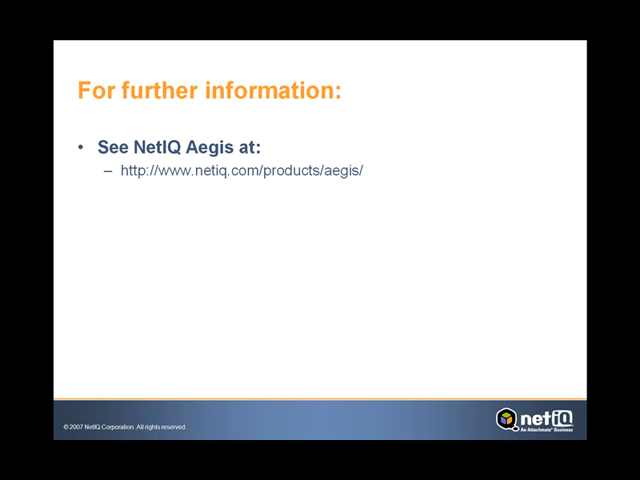 For further information:
• See NetIQ Aegis at:
– http://www.netiq.com/products/aegis/
© 2007 NetIQ Corporation. All rights reserved.
netIQ
An Attachmate® Business